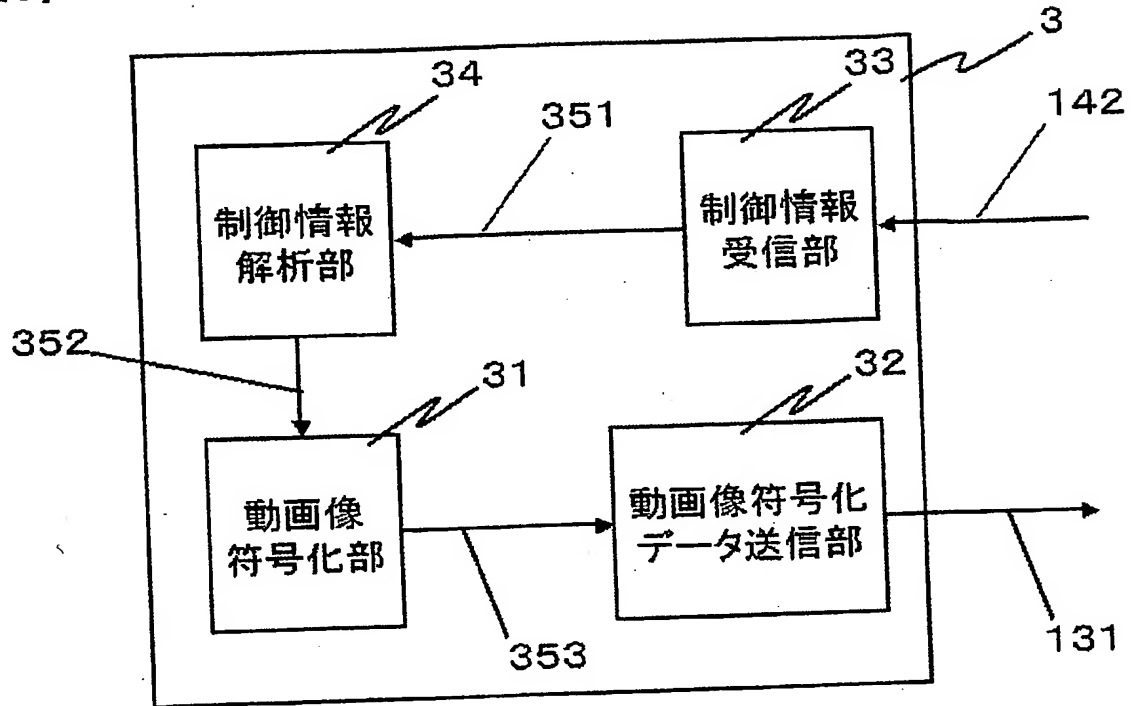 3
34
33
351
142
制御情報
解析部
制御情報
受信部
352
31
32
動画像
符号化部
動画像符号化
データ送信部
353
131